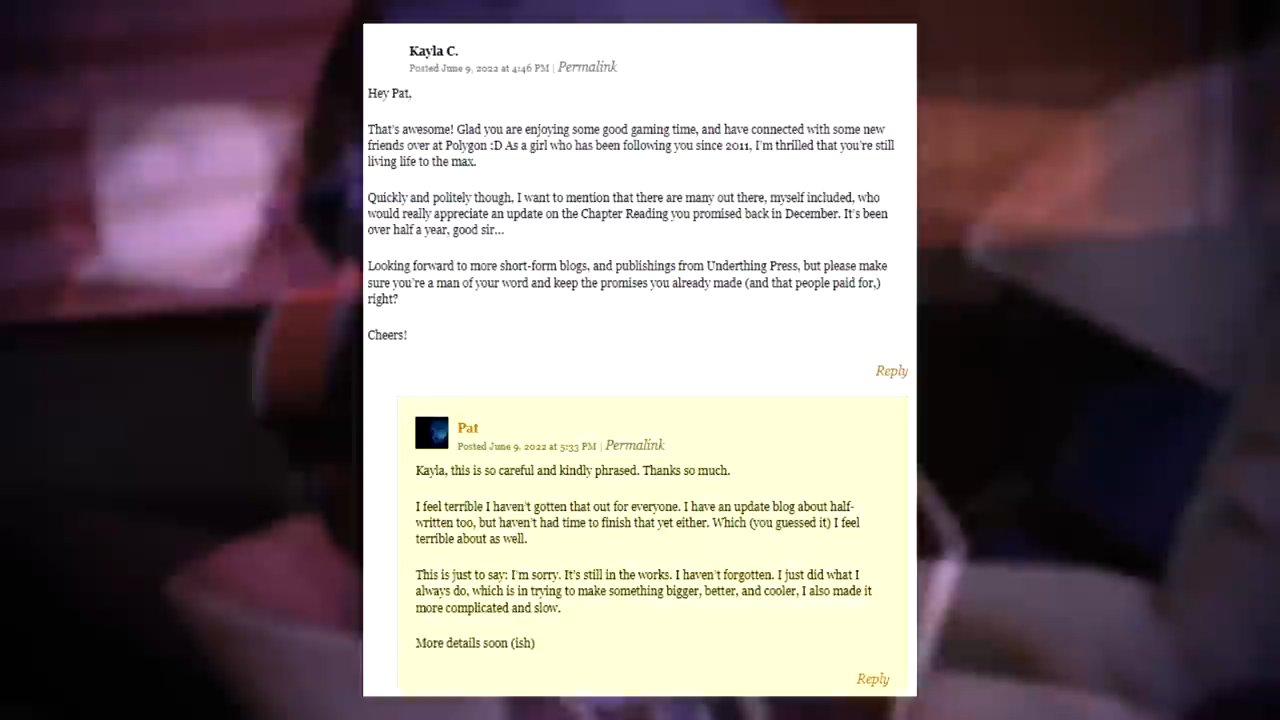 Kayla C.
Posted June 9, 2022 at 4:46 PM | Permalink
Hey Pat,
That's awesome! Glad you are enjoying some good gaming time, and have connected with some new
friends over at Polygon :D As a girl who has been following you since 2011, I'm thrilled that you're still
living life to the max.
Quickly and politely though, I want to mention that there are many out there, myself included, who
would really appreciate an update on the Chapter Reading you promised back in December. It's been
over half a year, good sir...
Looking forward to more short-form blogs, and publishings from Underthing Press, but please make
sure you're a man of your word and keep the promises you already made (and that people paid for,)
right?
Cheers!
Reply
Pat
Posted June 9, 2022 at 5:33 PM | Permalink
Kayla, this is so careful and kindly phrased. Thanks so much.
I feel terrible I haven't gotten that out for everyone. I have an update blog about half-
written too, but haven't had time to finish that yet either. Which (you guessed it) I feel
terrible about as well.
This is just to say: I'm sorry. It's still in the works. I haven't forgotten. I just did what I
always do, which is in trying to make something bigger, better, and cooler, I also made it
more complicated and slow.
More details soon (ish)
Reply